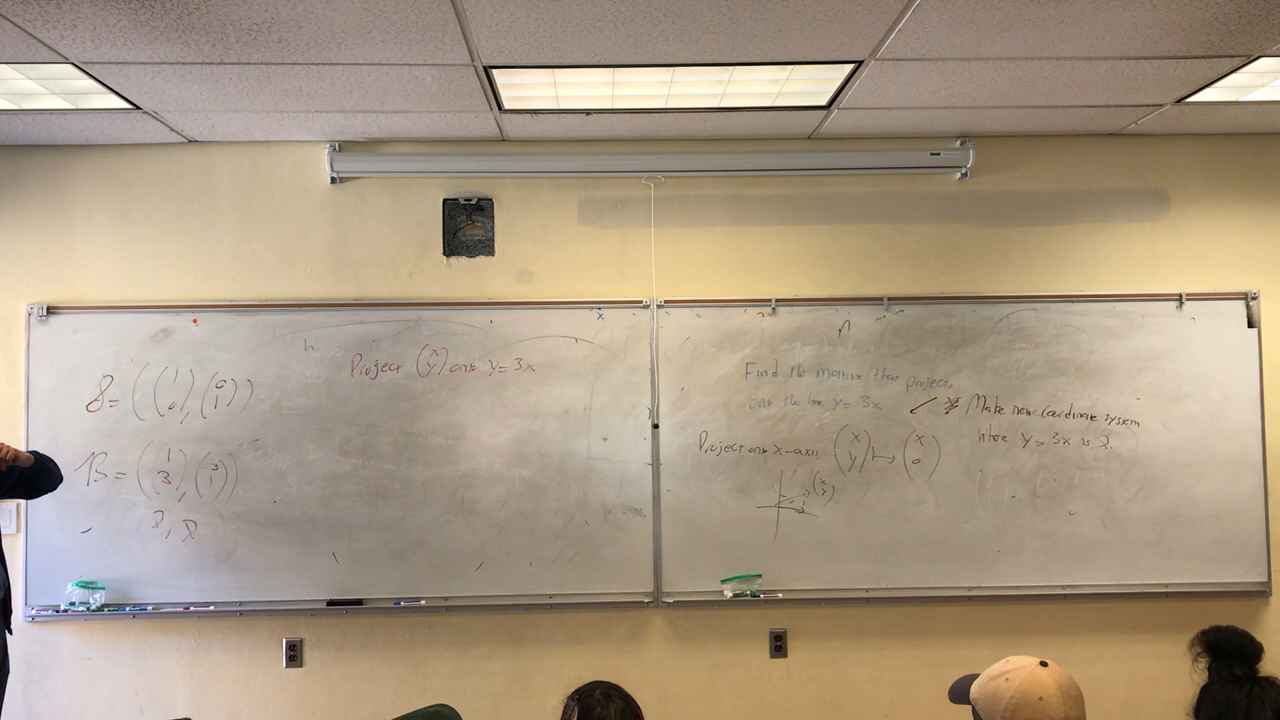 Project (x y) onto y = 3x
B = ((1 0), (0 1))
B = ((1 3), (3 1))
Find the matrix that projects
onto the line y = 3x
Make new coordinate system
where y = 3x is
Project onto x-axis (x y) ↦ (x 0)
(x y)